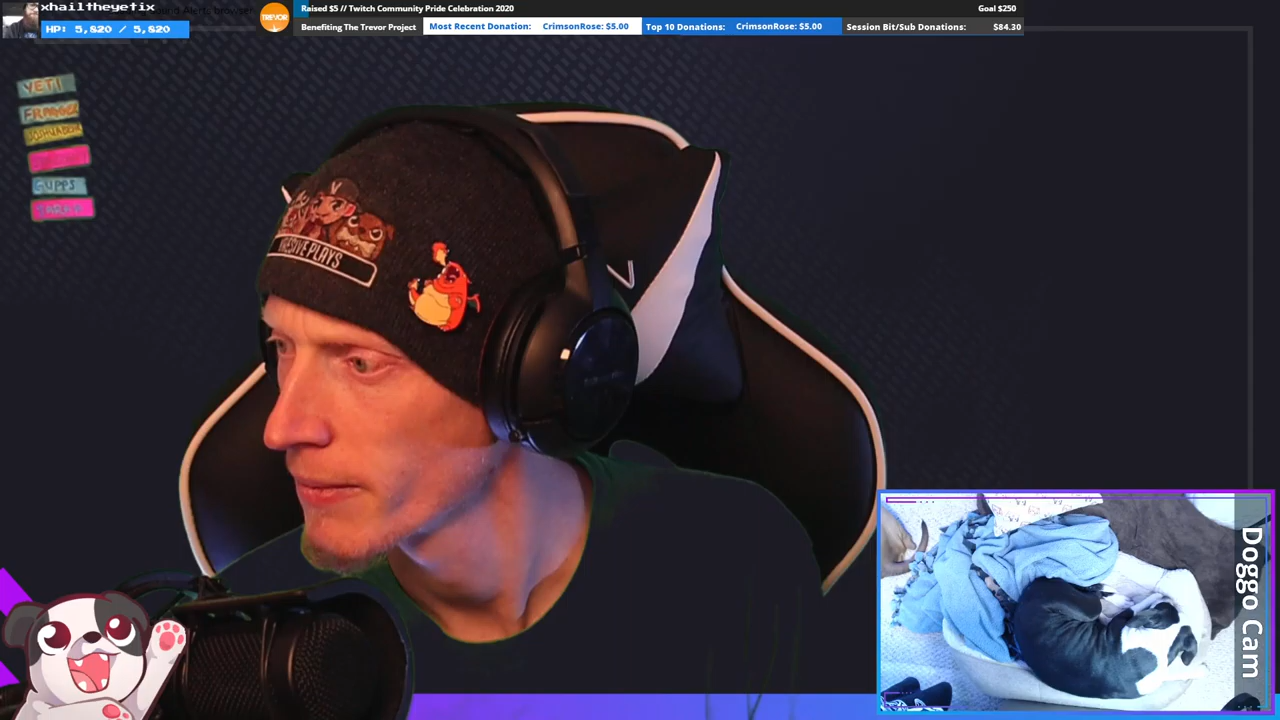 xhailtheyetix
HP: 5,820 / 5,820
TREVOR
Raised $5 // Twitch Community Pride Celebration 2020
Goal $250
Benefiting The Trevor Project
Most Recent Donation: CrimsonRose: $5.00
Top 10 Donations: CrimsonRose: $5.00
Session Bit/Sub Donations: $84.30
YETI
GUPPS
PLAYS
Doggo Cam